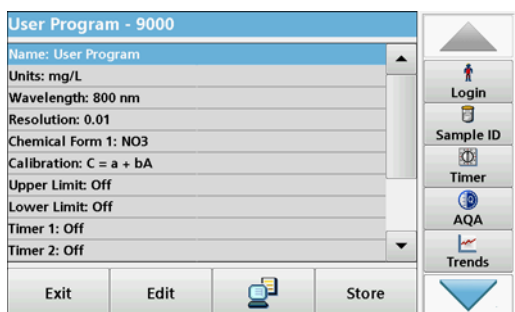 User Program - 9000
Name: User Program
Units: mg/L
Wavelength: 800 nm
Resolution: 0.01
Chemical Form 1: NO3
Calibration: C = a + bA
Upper Limit: Off
Lower Limit: Off
Timer 1: Off
Timer 2: Off
Exit
Edit
Store
Login
Sample ID
Timer
AQA
Trends